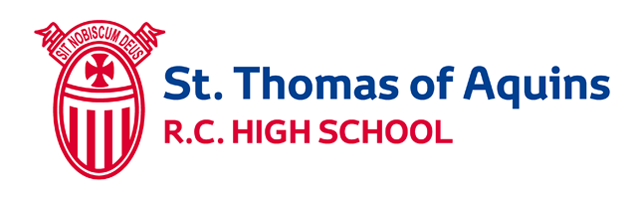 SIT NOBISCUM DEUS
St. Thomas of Aquins
R.C. HIGH SCHOOL